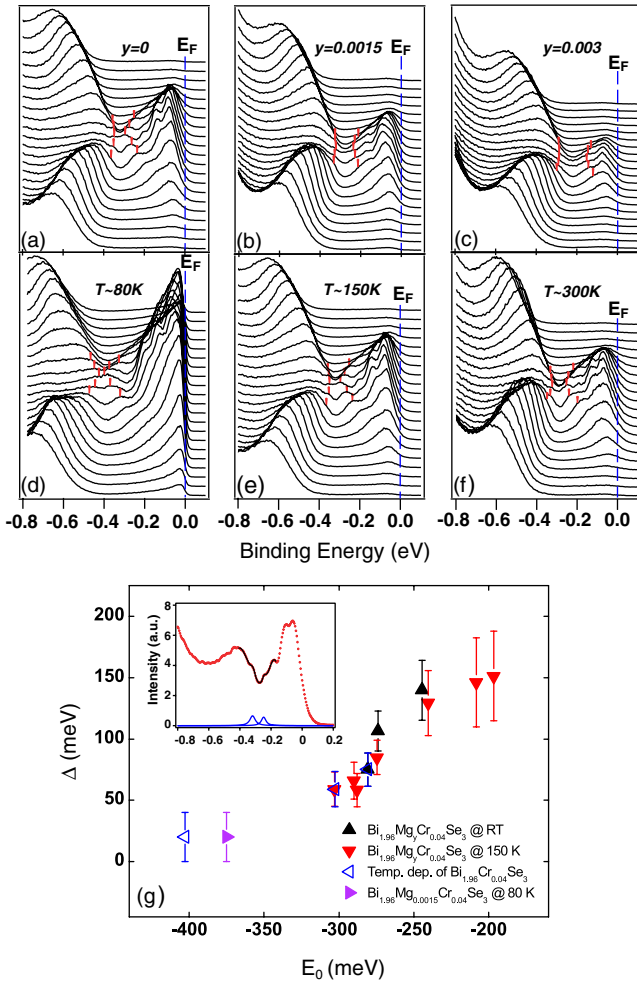 y=0 E_F y=0.0015 E_F y=0.003 E_F
(a) (b) (c)
T~80K E_F T~150K E_F T~300K E_F
(d) (e) (f)
-0.8 -0.6 -0.4 -0.2 0.0 -0.8 -0.6 -0.4 -0.2 0.0 -0.8 -0.6 -0.4 -0.2 0.0
Binding Energy (eV)
200
150
100
50
0
Δ (meV)
Intensity (a.u.)
8
6
4
2
0
-0.8 -0.6 -0.4 -0.2 0 0.2
Bi1.96MgyCr0.04Se3 @ RT
Bi1.96MgyCr0.04Se3 @ 150 K
Temp. dep. of Bi1.96Cr0.04Se3
Bi1.96Mg0.0015Cr0.04Se3 @ 80 K
(g)
-400 -350 -300 -250 -200
E0 (meV)